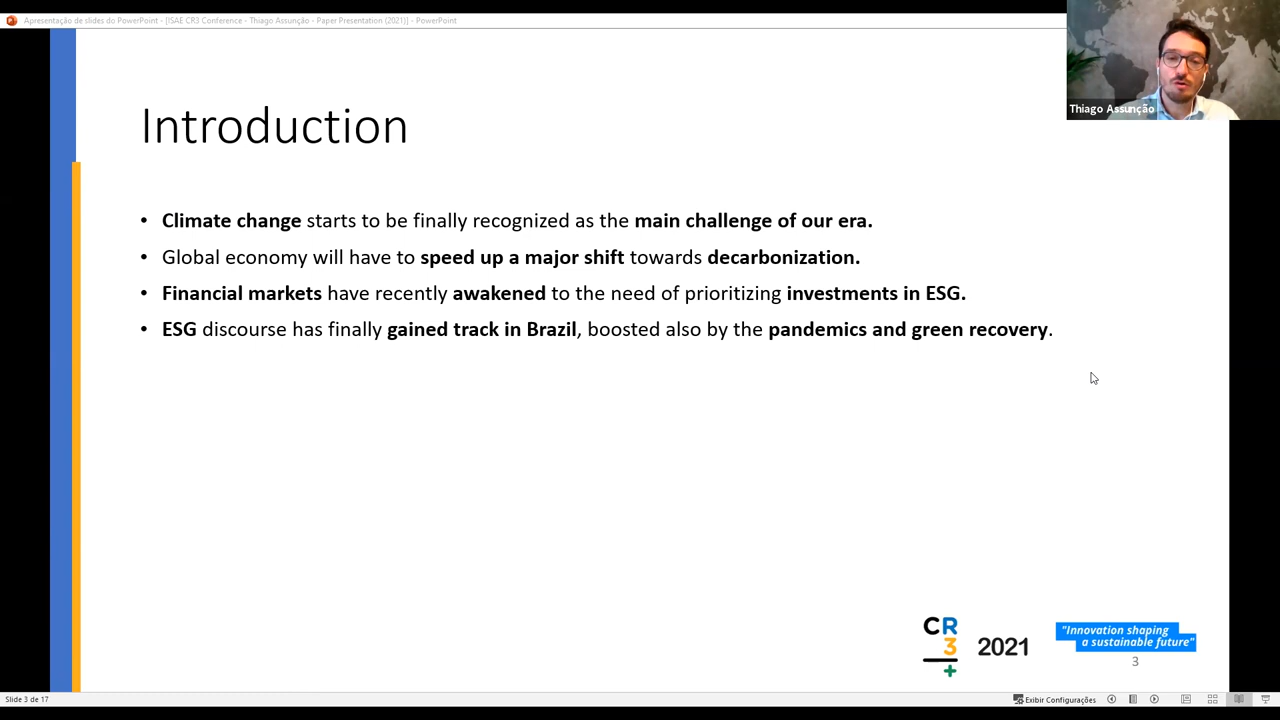 Apresentação de slides do PowerPoint - [ISAE CR3 Conference - Thiago Assunção - Paper Presentation (2021)] - PowerPoint
Thiago Assunção
Introduction
• Climate change starts to be finally recognized as the main challenge of our era.
• Global economy will have to speed up a major shift towards decarbonization.
• Financial markets have recently awakened to the need of prioritizing investments in ESG.
• ESG discourse has finally gained track in Brazil, boosted also by the pandemics and green recovery.
CR
3
+
2021
"Innovation shaping
a sustainable future"
3
Slide 3 de 17
Exibir Configurações